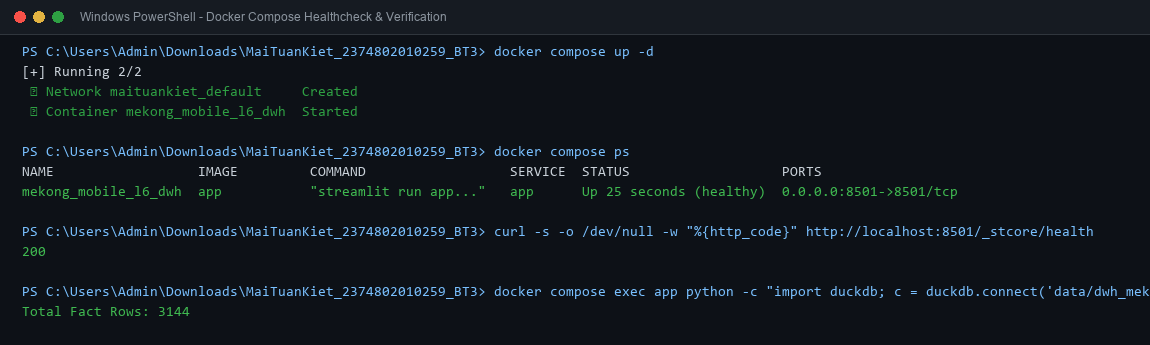 Windows PowerShell - Docker Compose Healthcheck & Verification
PS C:\Users\Admin\Downloads\MaiTuanKiet_2374802010259_BT3> docker compose up -d
[+] Running 2/2
Network maituankiet_default Created
Container mekong_mobile_l6_dwh Started
PS C:\Users\Admin\Downloads\MaiTuanKiet_2374802010259_BT3> docker compose ps
NAME IMAGE COMMAND SERVICE STATUS PORTS
mekong_mobile_l6_dwh app "streamlit run app..." app Up 25 seconds (healthy) 0.0.0.0:8501->8501/tcp
PS C:\Users\Admin\Downloads\MaiTuanKiet_2374802010259_BT3> curl -s -o /dev/null -w "%{http_code}" http://localhost:8501/_stcore/health
200
PS C:\Users\Admin\Downloads\MaiTuanKiet_2374802010259_BT3> docker compose exec app python -c "import duckdb; c = duckdb.connect('data/dwh_mek
Total Fact Rows: 3144